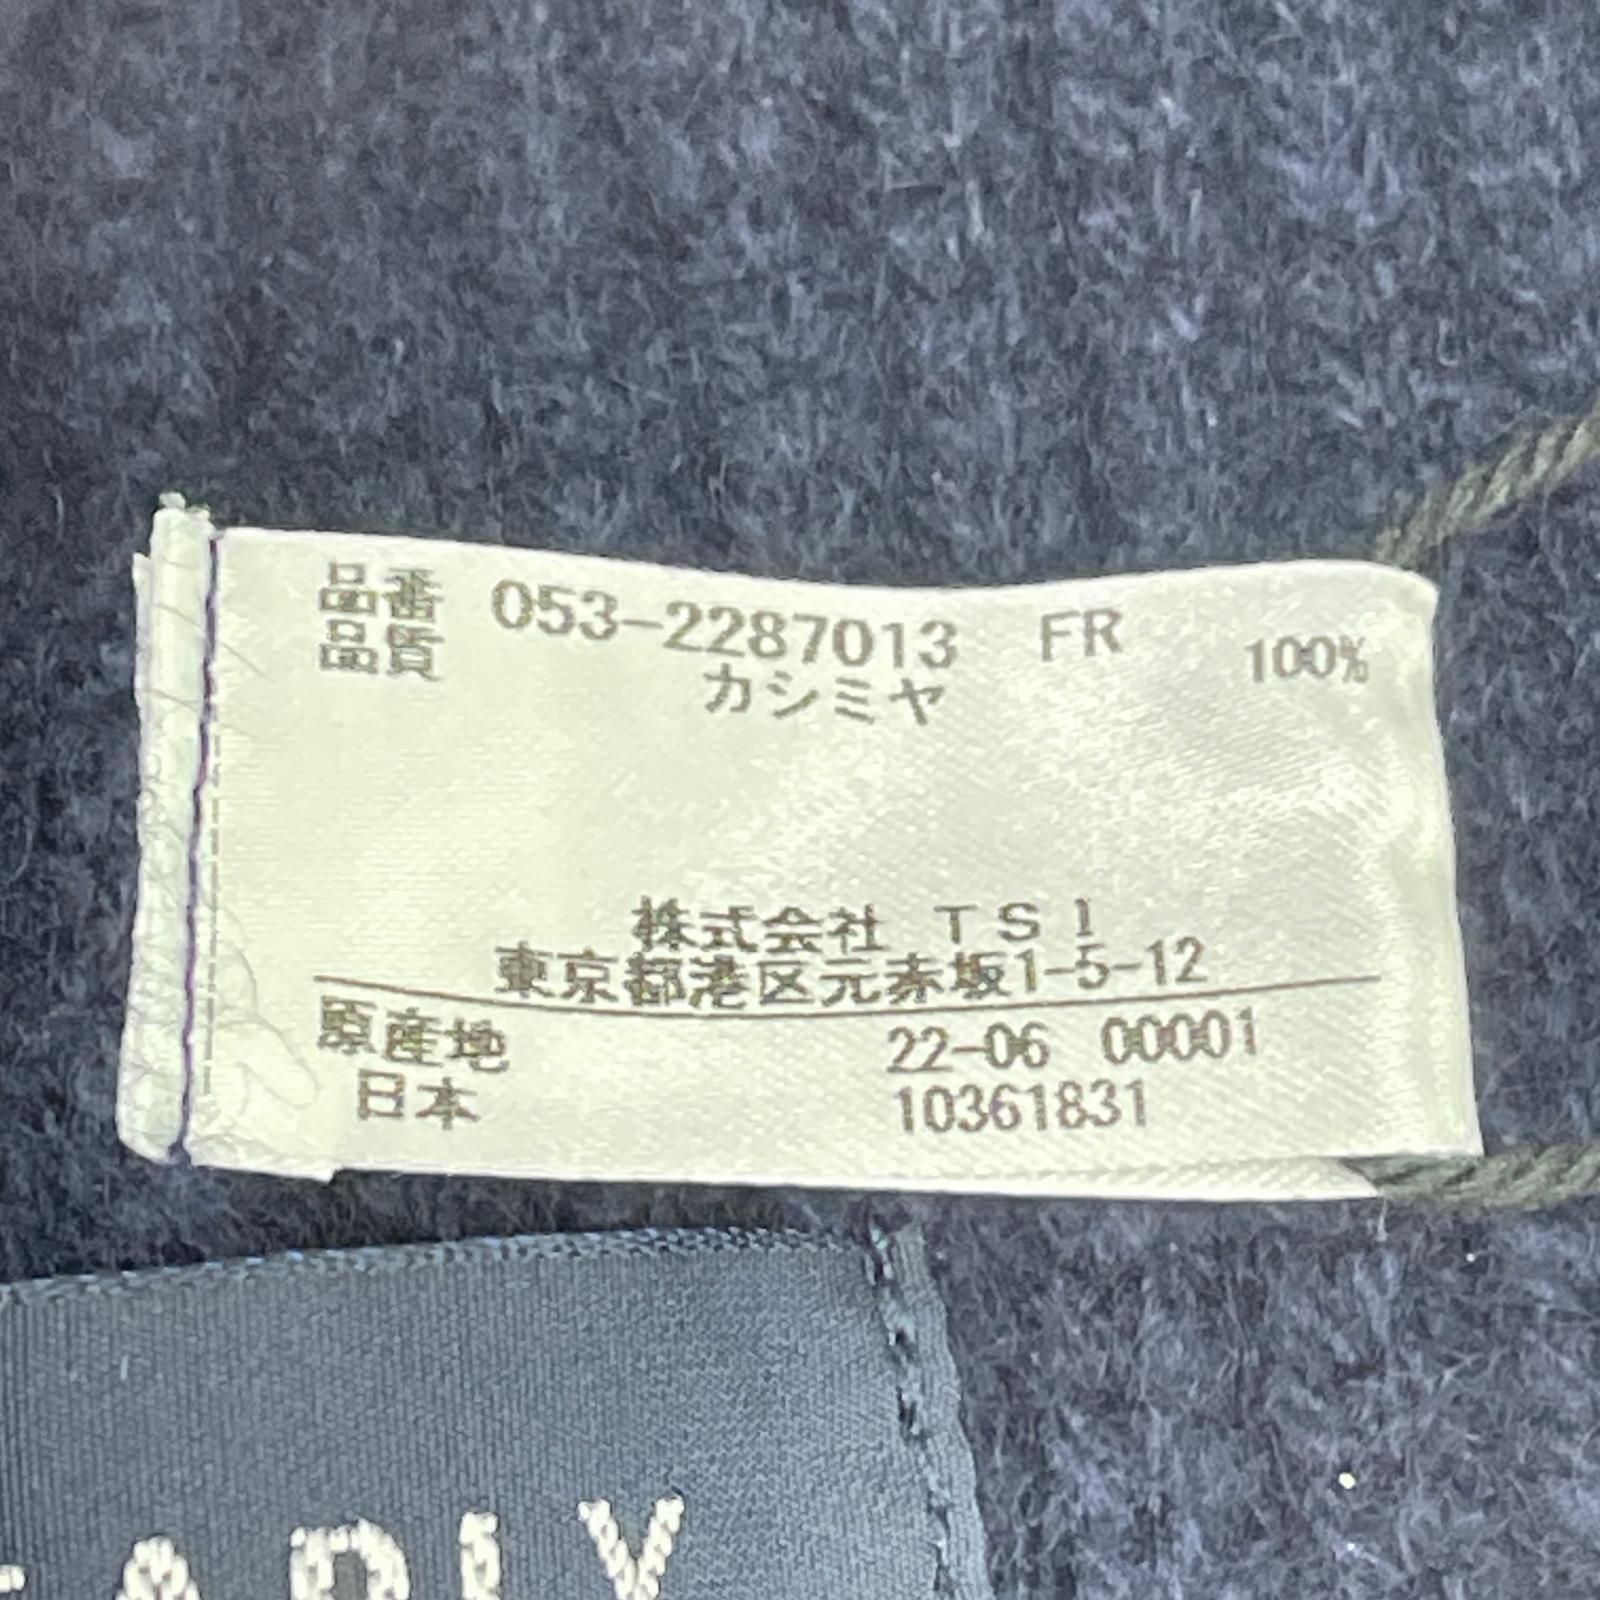 品番 053-2287013 FR
品質 カシミヤ 100%
株式会社 TSI
東京都港区元赤坂1-5-12
原産地 22-06 00001
日本 10361831